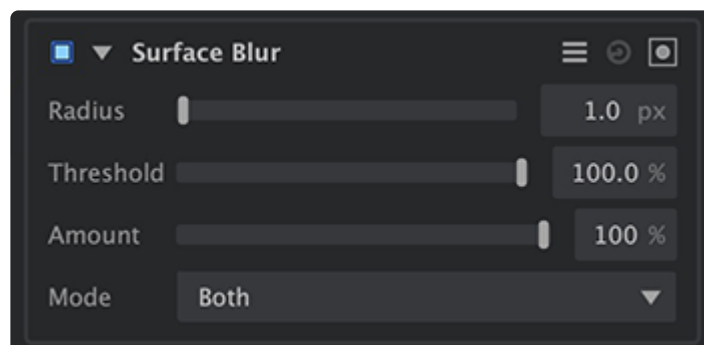 Surface Blur
Radius 1.0 px
Threshold 100.0 %
Amount 100 %
Mode Both